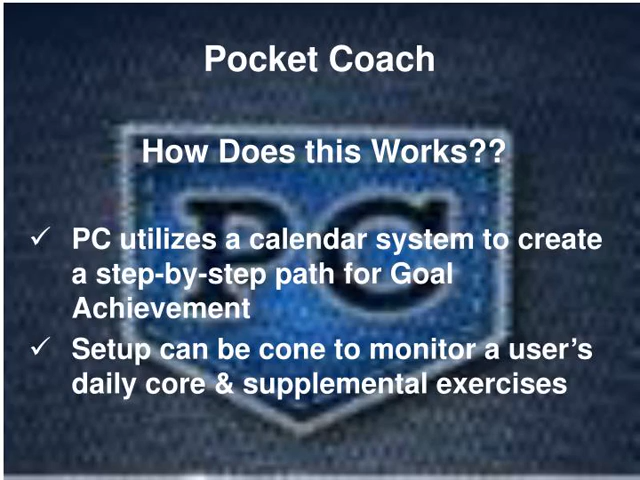 Pocket Coach
How Does this Works??
PC
✓ PC utilizes a calendar system to create
a step-by-step path for Goal
Achievement
✓ Setup can be cone to monitor a user’s
daily core & supplemental exercises